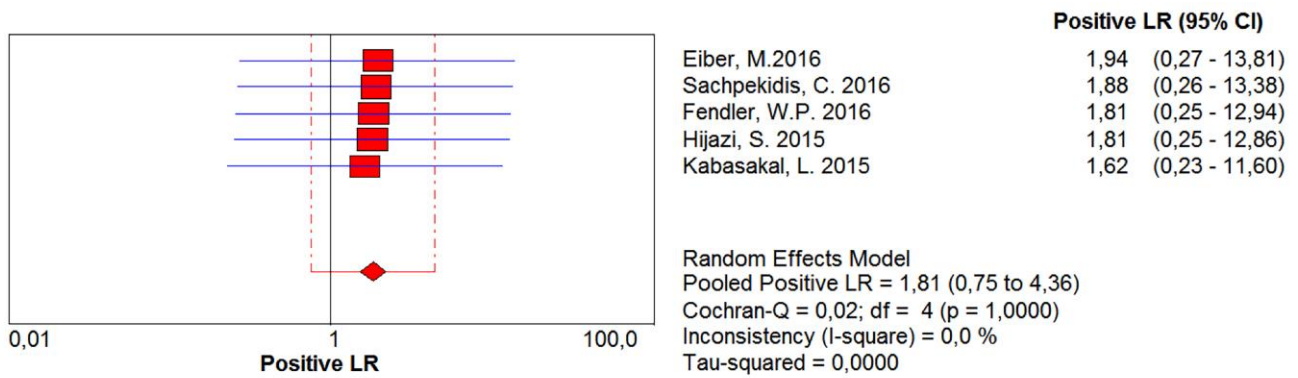 Positive LR (95% CI)
Eiber, M.2016 1,94 (0,27 - 13,81)
Sachpekidis, C. 2016 1,88 (0,26 - 13,38)
Fendler, W.P. 2016 1,81 (0,25 - 12,94)
Hijazi, S. 2015 1,81 (0,25 - 12,86)
Kabasakal, L. 2015 1,62 (0,23 - 11,60)
Random Effects Model
Pooled Positive LR = 1,81 (0,75 to 4,36)
Cochran-Q = 0,02; df = 4 (p = 1,0000)
Inconsistency (I-square) = 0,0 %
Tau-squared = 0,0000
0,01 1 100,0
Positive LR